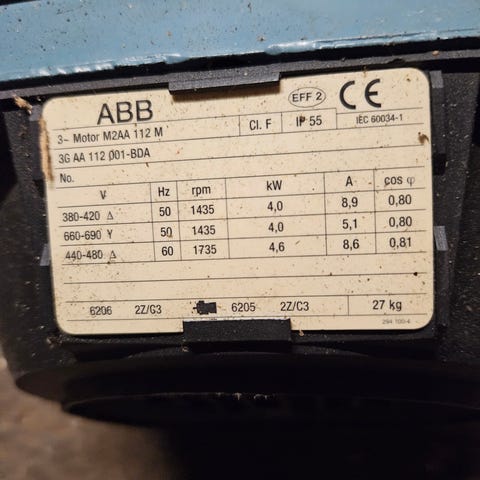 ABB EFF 2 CE
3~ Motor M2AA 112 M Cl. F IP 55 IEC 60034-1
3G AA 112 001-BDA
No.
V Hz rpm kW A cos φ
380-420 Δ 50 1435 4,0 8,9 0,80
660-690 Y 50 1435 4,0 5,1 0,80
440-480 Δ 60 1735 4,6 8,6 0,81
6206 2Z/C3 6205 2Z/C3 27 kg
294 100-4